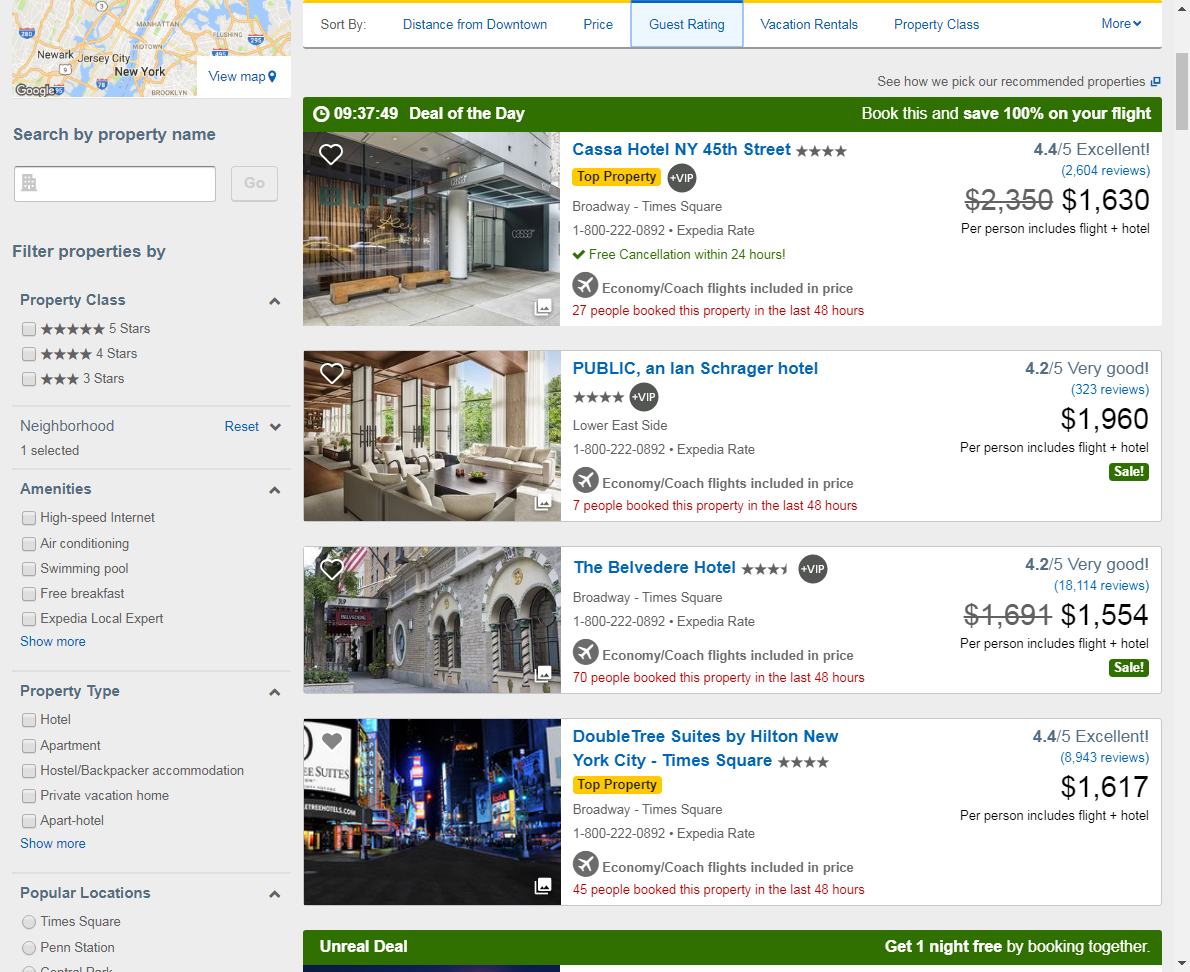 280
3
MANHATTAN
FLUSHING
295
Newark
MIDTOWN
Jersey City
9
New York
78
BROOKLYN
Google
View map
Search by property name
Go
Filter properties by
Property Class
5 Stars
4 Stars
3 Stars
Neighborhood
Reset
1 selected
Amenities
High-speed Internet
Air conditioning
Swimming pool
Free breakfast
Expedia Local Expert
Show more
Property Type
Hotel
Apartment
Hostel/Backpacker accommodation
Private vacation home
Apart-hotel
Show more
Popular Locations
Times Square
Penn Station
Central Park
Sort By: Distance from Downtown Price Guest Rating Vacation Rentals Property Class More
See how we pick our recommended properties
09:37:49 Deal of the Day Book this and save 100% on your flight
Cassa Hotel NY 45th Street
Top Property +VIP
Broadway - Times Square
1-800-222-0892 • Expedia Rate
Free Cancellation within 24 hours!
Economy/Coach flights included in price
27 people booked this property in the last 48 hours
4.4/5 Excellent!
(2,604 reviews)
$2,350 $1,630
Per person includes flight + hotel
PUBLIC, an Ian Schrager hotel
+VIP
Lower East Side
1-800-222-0892 • Expedia Rate
Economy/Coach flights included in price
7 people booked this property in the last 48 hours
4.2/5 Very good!
(323 reviews)
$1,960
Per person includes flight + hotel
Sale!
The Belvedere Hotel +VIP
Broadway - Times Square
1-800-222-0892 • Expedia Rate
Economy/Coach flights included in price
70 people booked this property in the last 48 hours
4.2/5 Very good!
(18,114 reviews)
$1,691 $1,554
Per person includes flight + hotel
Sale!
PALACE
E SUITES
ETREEHOTELS.COM
DoubleTree Suites by Hilton New
York City - Times Square
Top Property
Broadway - Times Square
1-800-222-0892 • Expedia Rate
Economy/Coach flights included in price
45 people booked this property in the last 48 hours
4.4/5 Excellent!
(8,943 reviews)
$1,617
Per person includes flight + hotel
Unreal Deal Get 1 night free by booking together.